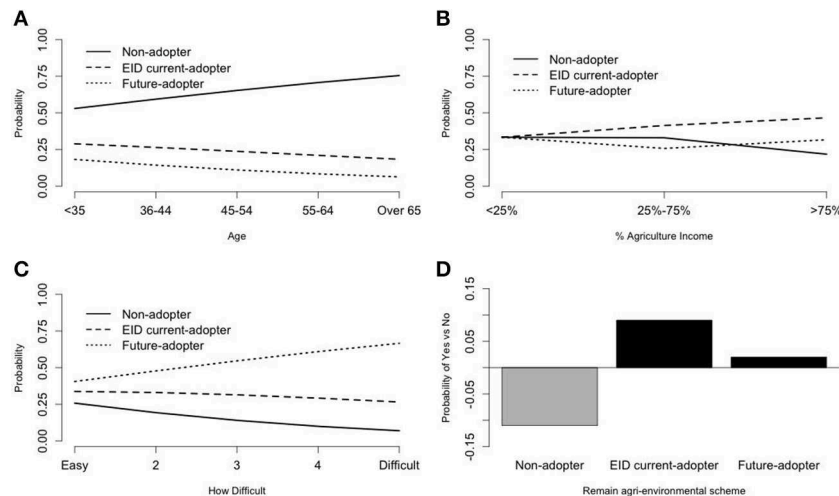 A
Probability
1.00
0.75
0.50
0.25
0.00
Non-adopter
EID current-adopter
Future-adopter
<35
36-44
45-54
55-64
Over 65
Age
B
Probability
1.00
0.75
0.50
0.25
0.00
Non-adopter
EID current-adopter
Future-adopter
<25%
25%-75%
>75%
% Agriculture Income
C
Probability
1.00
0.75
0.50
0.25
0.00
Non-adopter
EID current-adopter
Future-adopter
Easy
2
3
4
Difficult
How Difficult
D
Probability of Yes vs No
0.15
0.05
-0.05
-0.15
Non-adopter
EID current-adopter
Future-adopter
Remain agri-environmental scheme